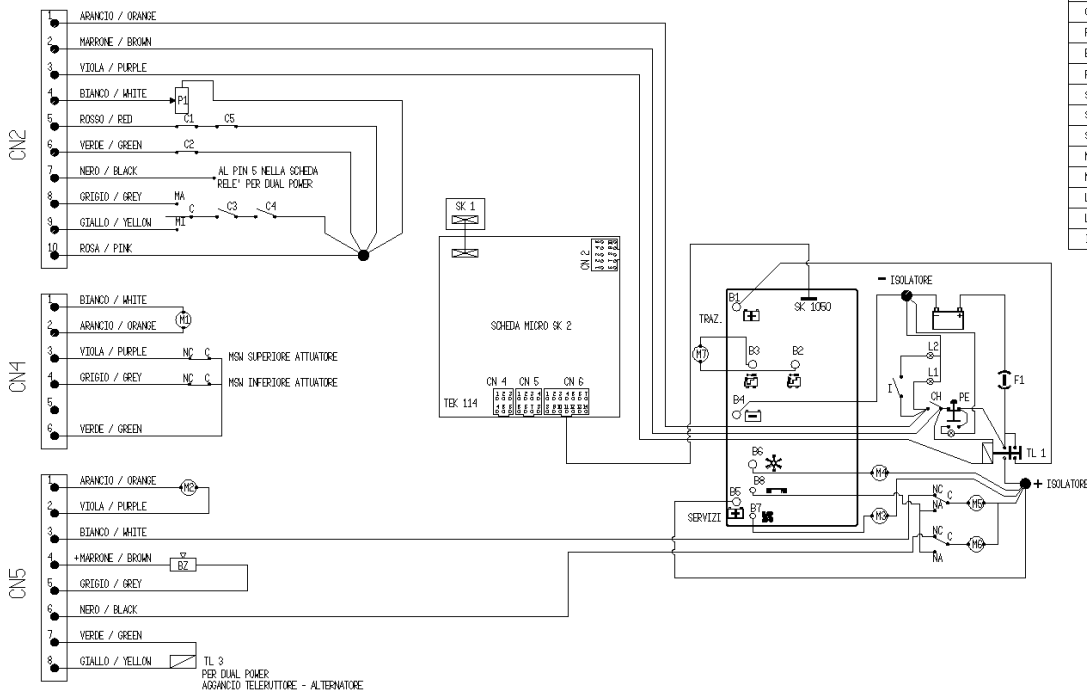 CN2
1 ARANCIO / ORANGE
2 MARRONE / BROWN
3 VIOLA / PURPLE
4 BIANCO / WHITE
P1
5 ROSSO / RED
C1 C5
6 VERDE / GREEN
C2
7 NERO / BLACK
AL PIN 5 NELLA SCHEDA
RELE' PER DUAL POWER
8 GRIGIO / GREY
MA
C C3 C4
9 GIALLO / YELLOW
MI
10 ROSA / PINK
CN4
1 BIANCO / WHITE
M1
2 ARANCIO / ORANGE
3 VIOLA / PURPLE
NC C MSW SUPERIORE ATTUATORE
4 GRIGIO / GREY
NC C MSW INFERIORE ATTUATORE
5
6 VERDE / GREEN
CN5
1 ARANCIO / ORANGE
M2
2 VIOLA / PURPLE
3 BIANCO / WHITE
4 +MARRONE / BROWN
BZ
5 GRIGIO / GREY
6 NERO / BLACK
7 VERDE / GREEN
8 GIALLO / YELLOW
TL 3
PER DUAL POWER
AGGANCIO TELERUTTORE - ALTERNATORE
SK 1
CN 2
SCHEDA MICRO SK 2
CN 4 CN 5 CN 6
TEK 114
B1
SK 1050
TRAZ.
M7
B3 B2
B4
B6
B8
B5
B7
SERVIZI
M4
M3
- ISOLATORE
- +
L2
L1
I
CH PE
F1
TL 1
+ ISOLATORE
NC C
M5
NA
NC C
M6
NA